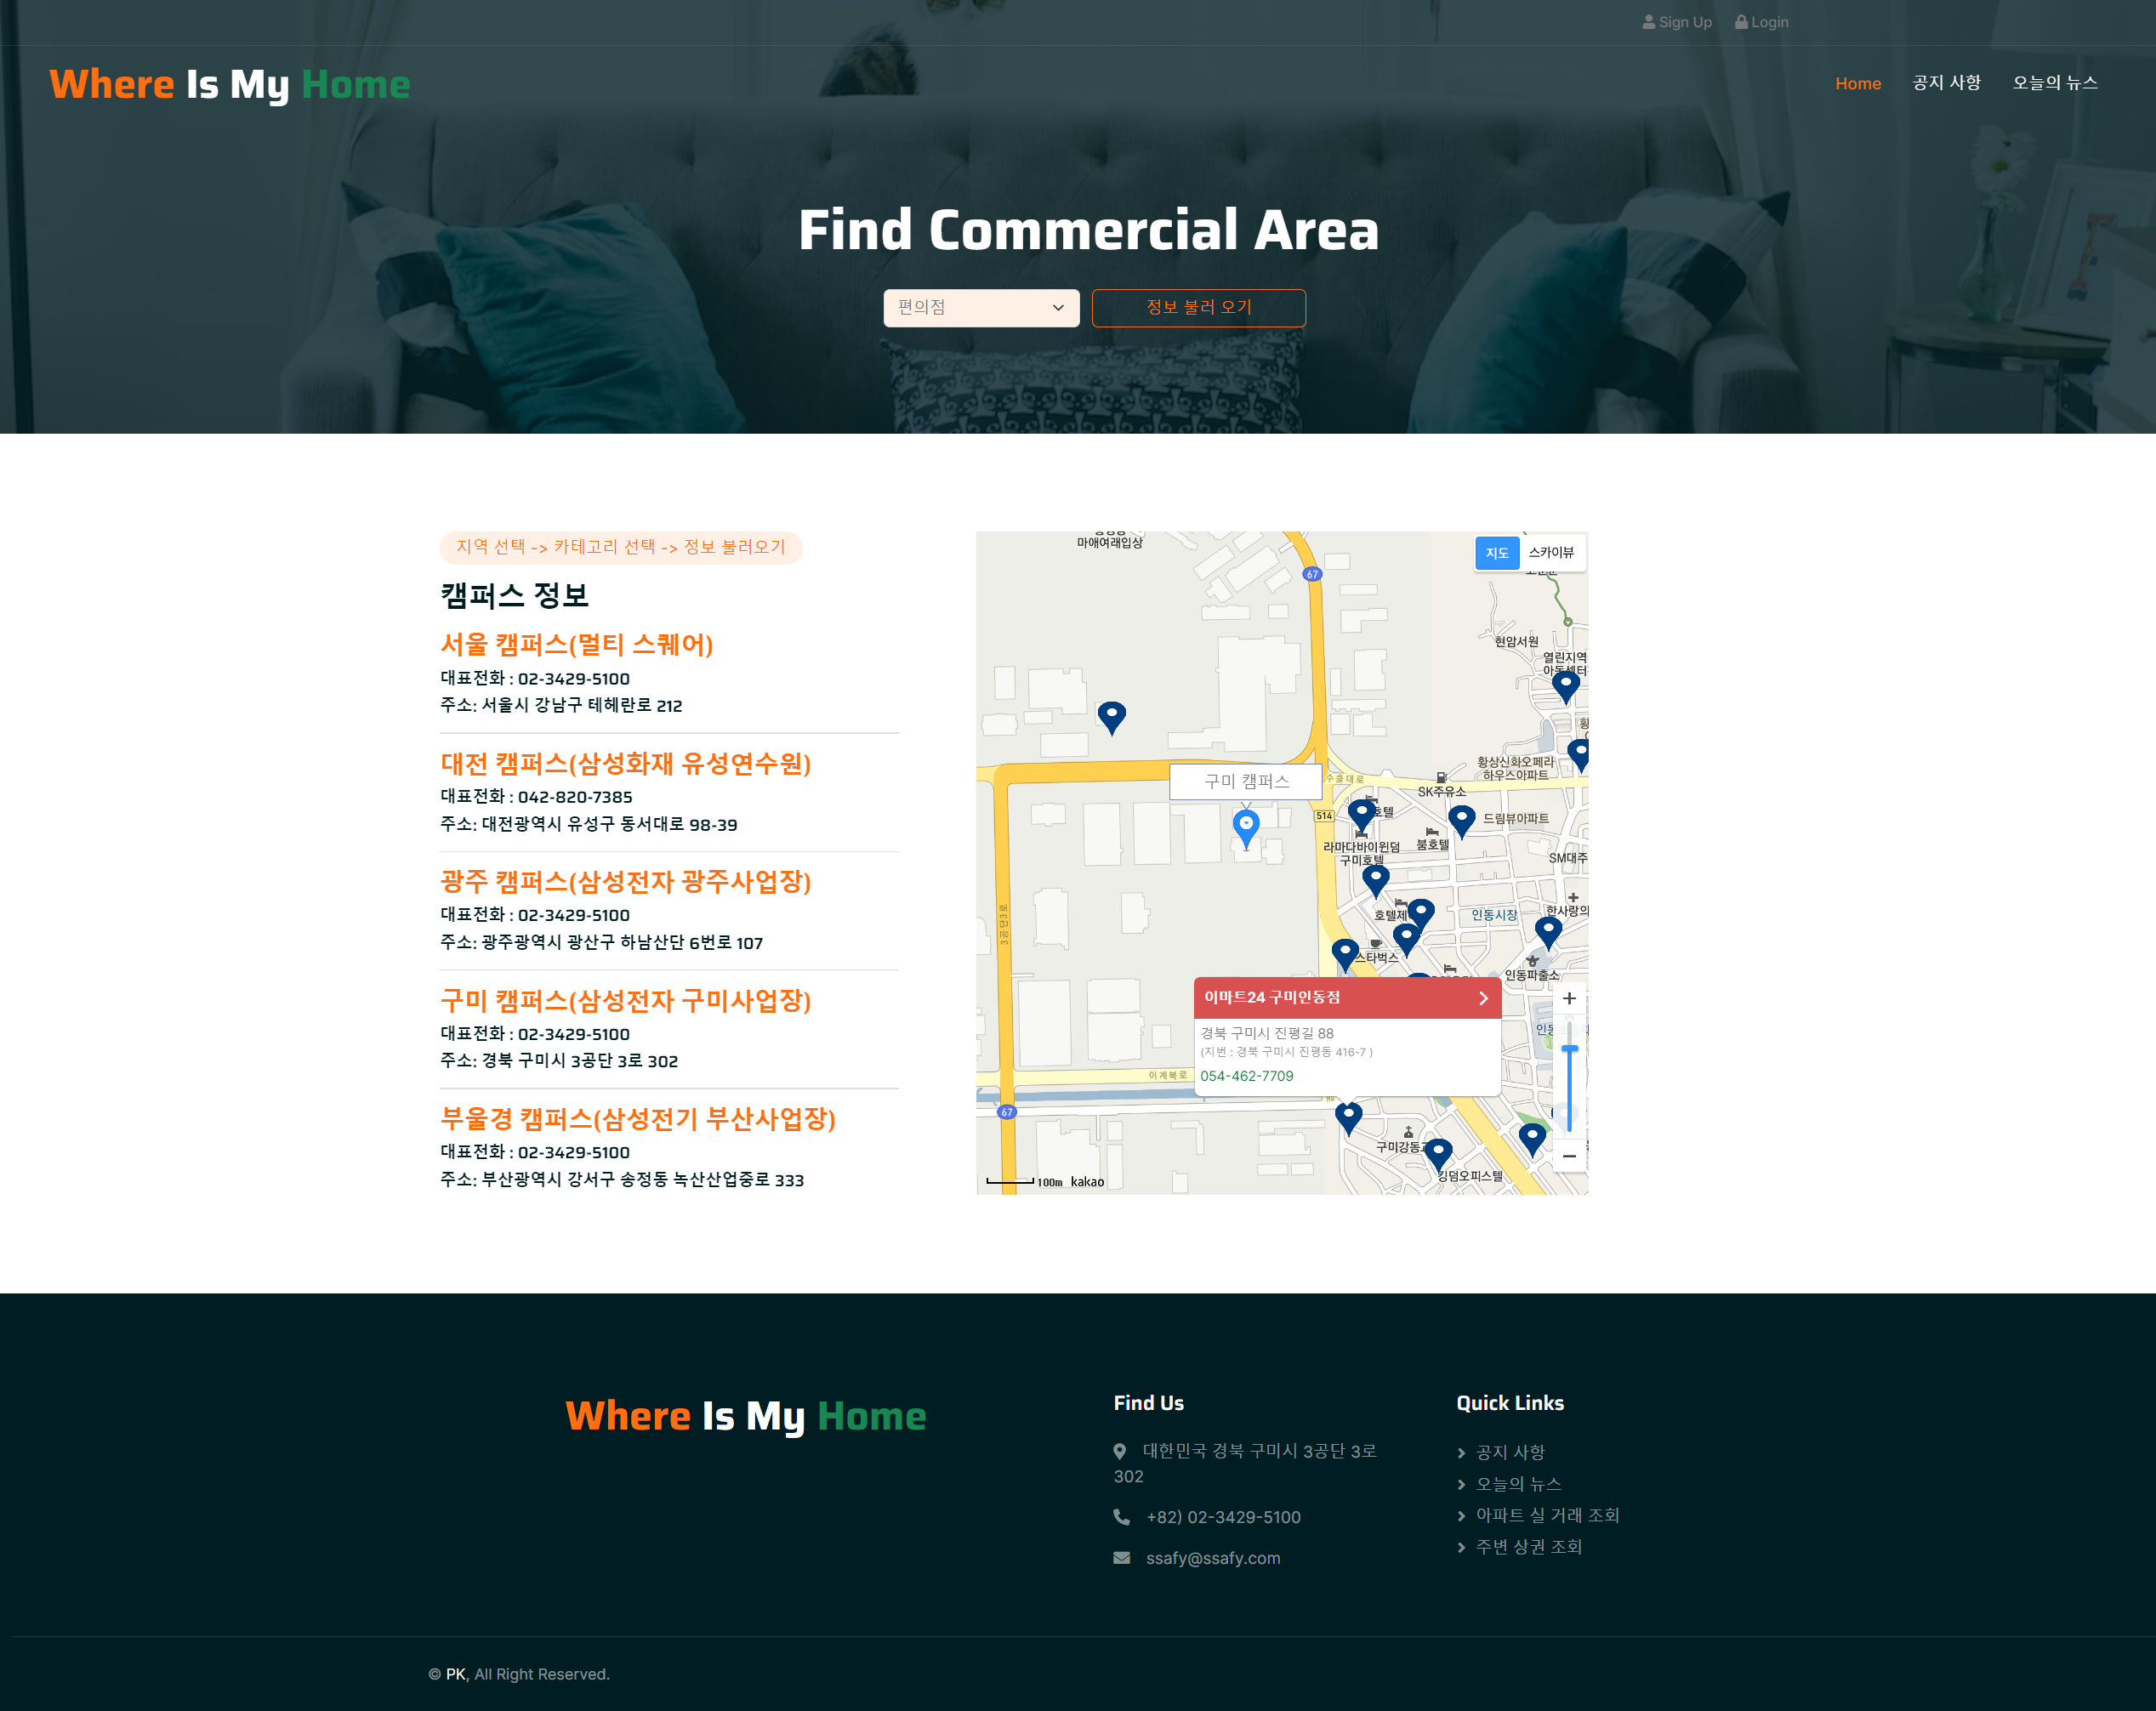 Sign Up
Login
Where Is My Home
Home
공지 사항
오늘의 뉴스
Find Commercial Area
편의점
정보 불러 오기
지역 선택 -> 카테고리 선택 -> 정보 불러오기
캠퍼스 정보
서울 캠퍼스(멀티 스퀘어)
대표전화 : 02-3429-5100
주소: 서울시 강남구 테헤란로 212
대전 캠퍼스(삼성화재 유성연수원)
대표전화 : 042-820-7385
주소: 대전광역시 유성구 동서대로 98-39
광주 캠퍼스(삼성전자 광주사업장)
대표전화 : 02-3429-5100
주소: 광주광역시 광산구 하남산단 6번로 107
구미 캠퍼스(삼성전자 구미사업장)
대표전화 : 02-3429-5100
주소: 경북 구미시 3공단 3로 302
부울경 캠퍼스(삼성전기 부산사업장)
대표전화 : 02-3429-5100
주소: 부산광역시 강서구 송정동 녹산산업중로 333
마애여래입상
67
지도
스카이뷰
현암서원
열린지역
아동센터
황상신화오페라
하우스아파트
구미 캠퍼스
수출대로
SK주유소
514
호텔
드림뷰아파트
라마다바이윈덤
구미호텔
붐호텔
SM대주
3공단3로
호텔제
인동시장
한사랑의
스타벅스
인동파출소
이마트24 구미인동점
경북 구미시 진평길 88
(지번 : 경북 구미시 진평동 416-7 )
054-462-7709
이계북로
67
구미강동교
킹덤오피스텔
100m
kakao
Where Is My Home
Find Us
대한민국 경북 구미시 3공단 3로
302
+82) 02-3429-5100
ssafy@ssafy.com
Quick Links
공지 사항
오늘의 뉴스
아파트 실 거래 조회
주변 상권 조회
© PK, All Right Reserved.